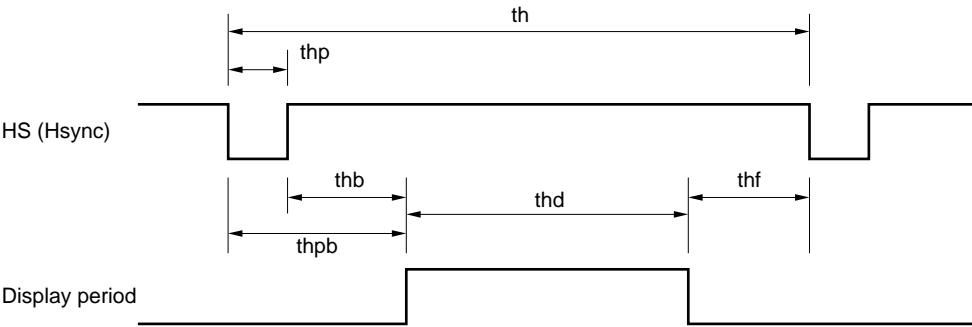 th
thp
HS (Hsync)
thb
thf
thd
thpb
Display period